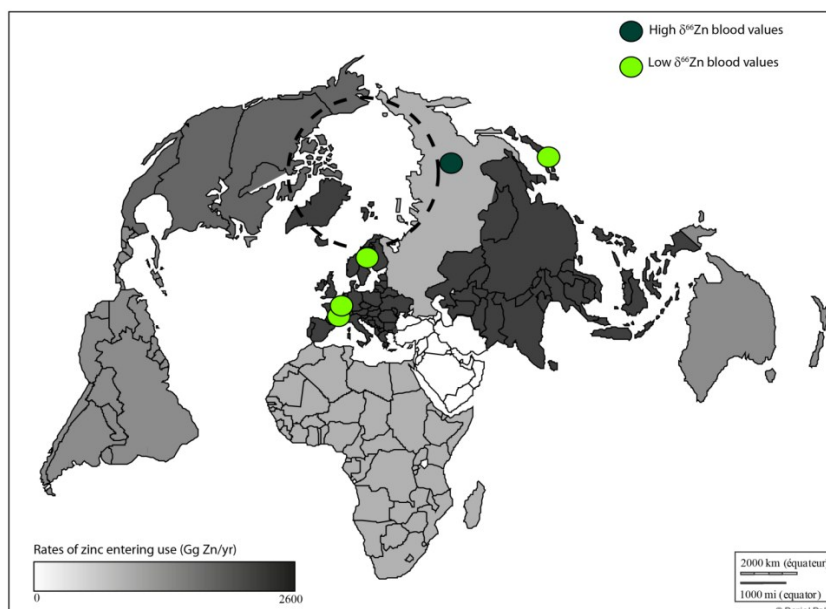 High δ⁶⁶Zn blood values
Low δ⁶⁶Zn blood values
Rates of zinc entering use (Gg Zn/yr)
0 2600
2000 km (équateur)
1000 mi (equator)